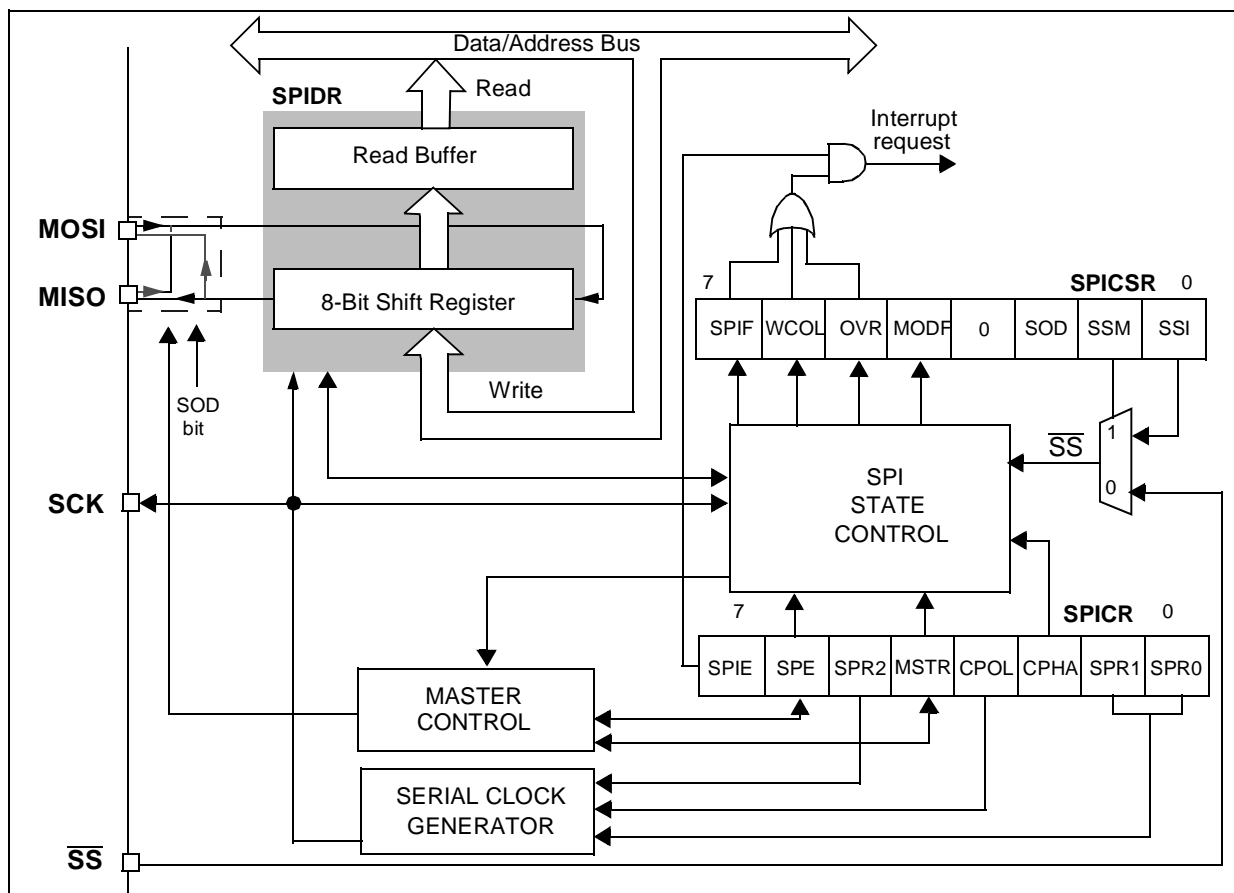 Data/Address Bus
SPIDR
Read
Read Buffer
Interrupt
request
MOSI
MISO
8-Bit Shift Register
Write
SOD
bit
7
SPICSR
0
SPIF
WCOL
OVR
MODF
0
SOD
SSM
SSI
1
SS
0
SCK
SPI
STATE
CONTROL
7
SPICR
0
SPIE
SPE
SPR2
MSTR
CPOL
CPHA
SPR1
SPR0
MASTER
CONTROL
SERIAL CLOCK
GENERATOR
SS